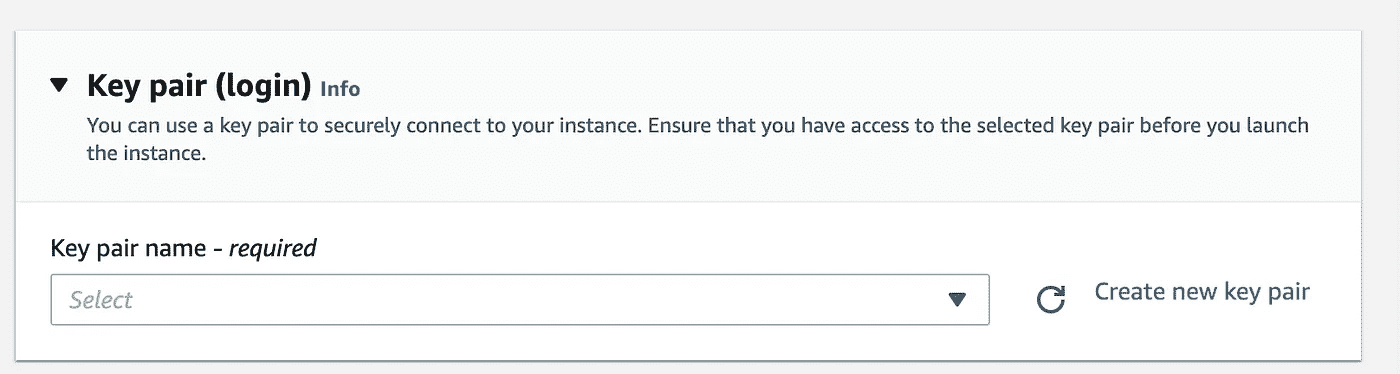 Key pair (login) Info
You can use a key pair to securely connect to your instance. Ensure that you have access to the selected key pair before you launch
the instance.
Key pair name - required
Select
Create new key pair